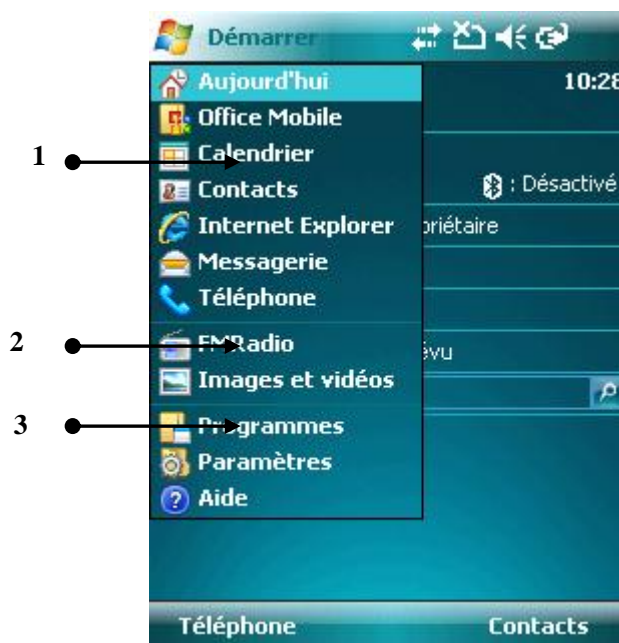 Démarrer
Aujourd'hui
10:28
Office Mobile
1
Calendrier
Contacts
: Désactivé
Internet Explorer
priétaire
Messagerie
Téléphone
2
FMRadio
évu
Images et vidéos
3
Programmes
Paramètres
Aide
Téléphone
Contacts